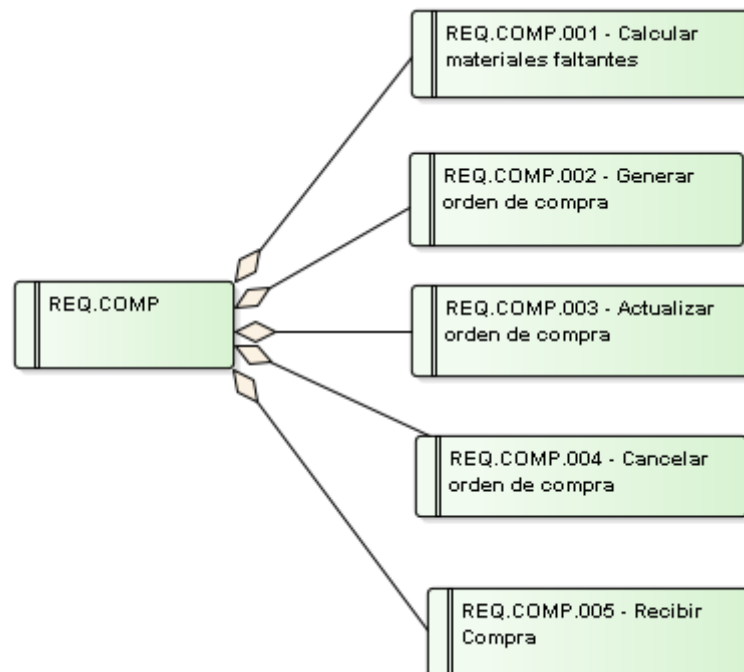 REQ.COMP.001 - Calcular
materiales faltantes
REQ.COMP.002 - Generar
orden de compra
REQ.COMP
REQ.COMP.003 - Actualizar
orden de compra
REQ.COMP.004 - Cancelar
orden de compra
REQ.COMP.005 - Recibir
Compra